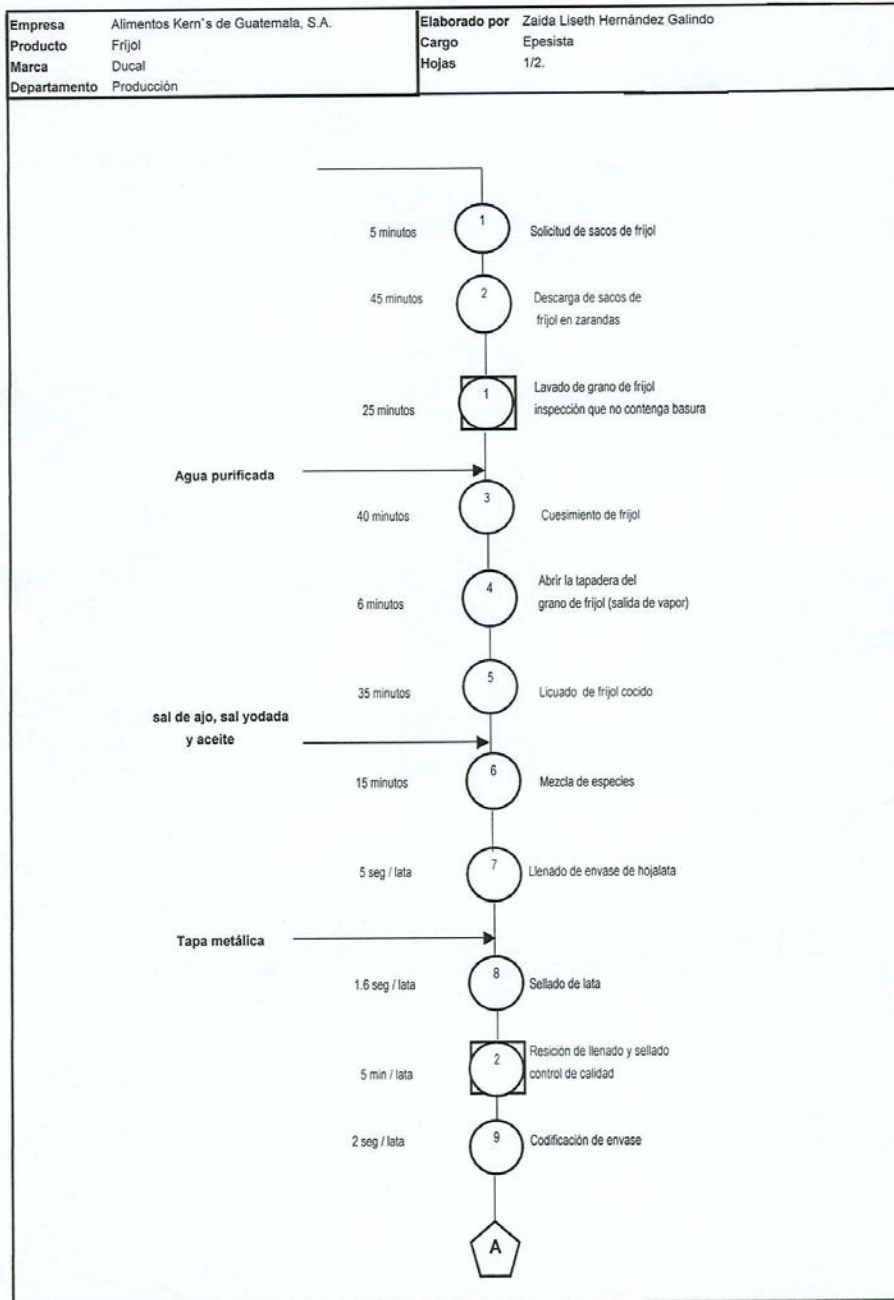 Empresa Alimentos Kern`s de Guatemala, S.A.
Producto Frijol
Marca Ducal
Departamento Producción
Elaborado por Zaida Liseth Hernández Galindo
Cargo Epesista
Hojas 1/2.
5 minutos 1 Solicitud de sacos de frijol
45 minutos 2 Descarga de sacos de
frijol en zarandas
25 minutos 1 Lavado de grano de frijol
inspección que no contenga basura
Agua purificada
40 minutos 3 Cuesimiento de frijol
6 minutos 4 Abrir la tapadera del
grano de frijol (salida de vapor)
35 minutos 5 Licuado de frijol cocido
sal de ajo, sal yodada
y aceite
15 minutos 6 Mezcla de especies
5 seg / lata 7 Llenado de envase de hojalata
Tapa metálica
1.6 seg / lata 8 Sellado de lata
5 min / lata 2 Resición de llenado y sellado
control de calidad
2 seg / lata 9 Codificación de envase
A